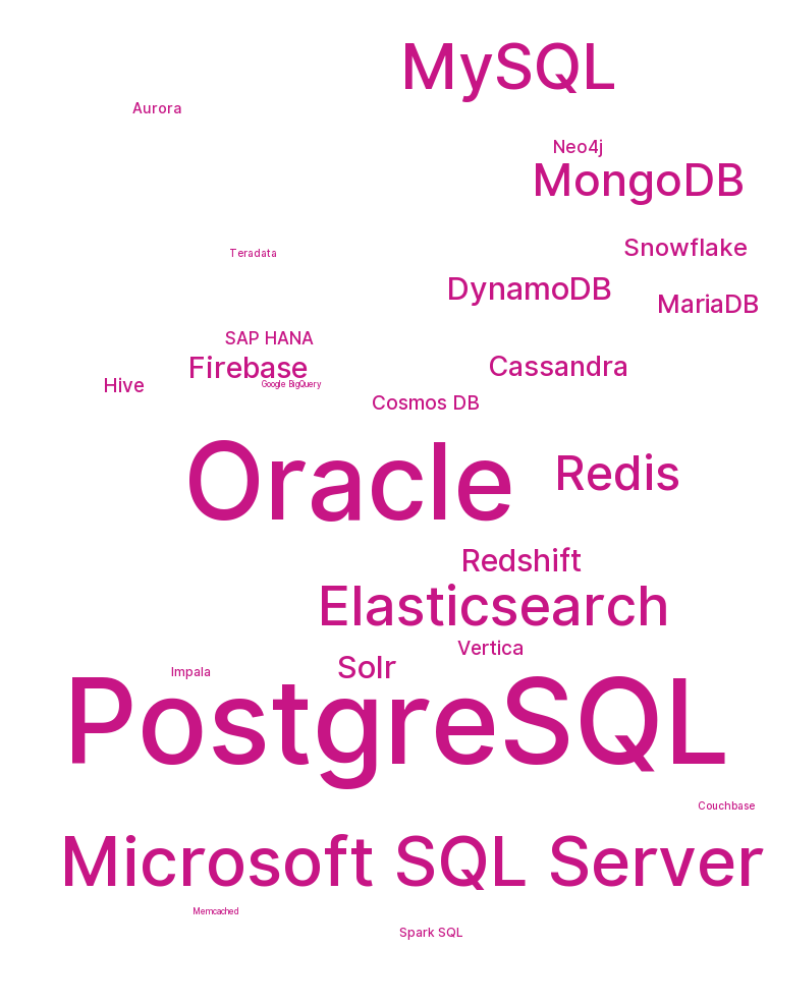 MySQL
Aurora
Neo4j
MongoDB
Snowflake
Teradata
DynamoDB
MariaDB
SAP HANA
Firebase
Cassandra
Hive
Google BigQuery
Cosmos DB
Oracle
Redis
Redshift
Elasticsearch
Vertica
Solr
Impala
PostgreSQL
Couchbase
Microsoft SQL Server
Memcached
Spark SQL